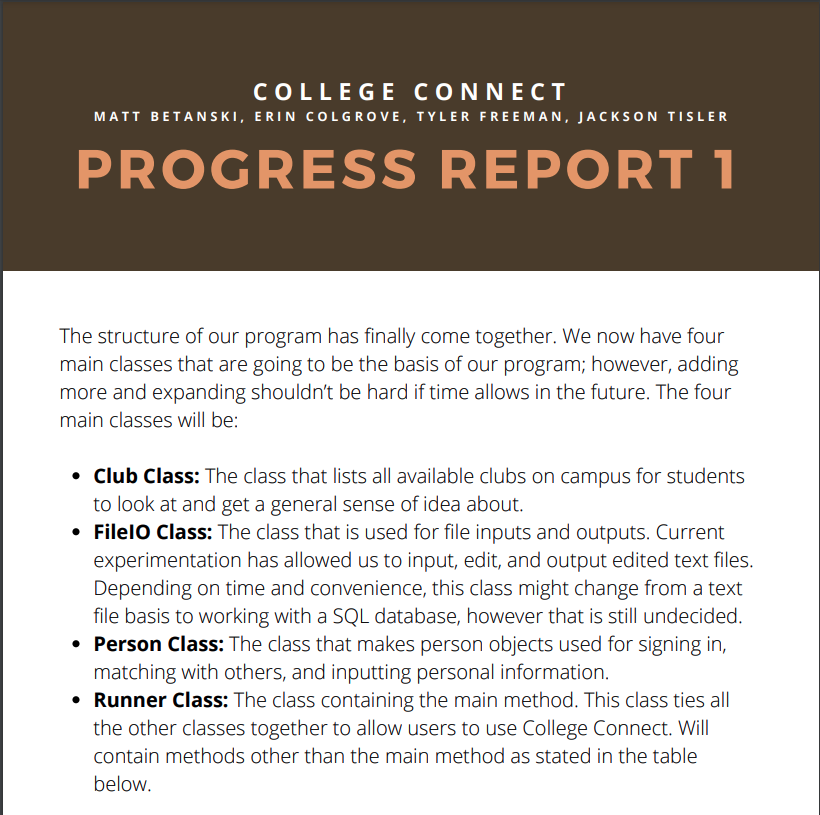 COLLEGE CONNECT
MATT BETANSKI, ERIN COLGROVE, TYLER FREEMAN, JACKSON TISLER
PROGRESS REPORT 1
The structure of our program has finally come together. We now have four
main classes that are going to be the basis of our program; however, adding
more and expanding shouldn't be hard if time allows in the future. The four
main classes will be:
• Club Class: The class that lists all available clubs on campus for students
to look at and get a general sense of idea about.
• FileIO Class: The class that is used for file inputs and outputs. Current
experimentation has allowed us to input, edit, and output edited text files.
Depending on time and convenience, this class might change from a text
file basis to working with a SQL database, however that is still undecided.
• Person Class: The class that makes person objects used for signing in,
matching with others, and inputting personal information.
• Runner Class: The class containing the main method. This class ties all
the other classes together to allow users to use College Connect. Will
contain methods other than the main method as stated in the table
below.